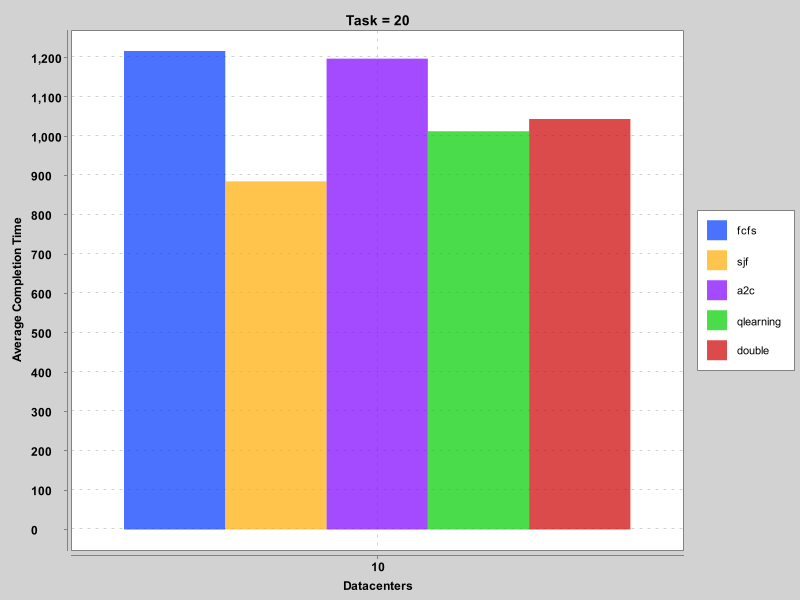 Task = 20
Average Completion Time
1,200
1,100
1,000
900
800
700
600
500
400
300
200
100
0
10
Datacenters
fcfs
sjf
a2c
qlearning
double